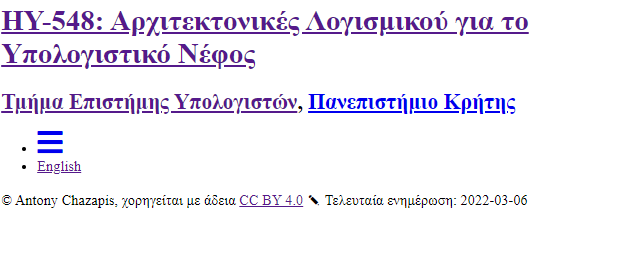 ΗΥ-548: Αρχιτεκτονικές Λογισμικού για το
Υπολογιστικό Νέφος
Τμήμα Επιστήμης Υπολογιστών, Πανεπιστήμιο Κρήτης
☰
English
© Antony Chazapis, χορηγείται με άδεια CC BY 4.0 ✎ Τελευταία ενημέρωση: 2022-03-06